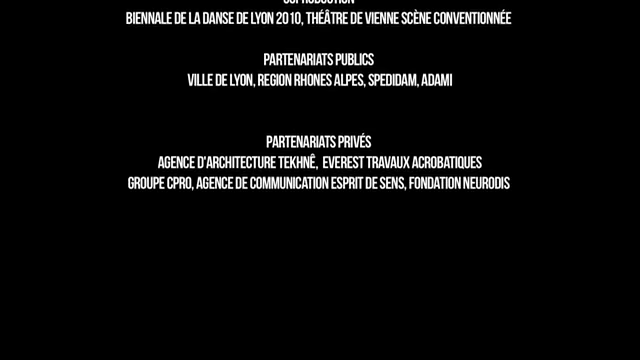 COPRODUCTION
BIENNALE DE LA DANSE DE LYON 2010, THÉÂTRE DE VIENNE SCÈNE CONVENTIONNÉE
PARTENARIATS PUBLICS
VILLE DE LYON, REGION RHONES ALPES, SPEDIDAM, ADAMI
PARTENARIATS PRIVÉS
AGENCE D'ARCHITECTURE TEKHNÊ, EVEREST TRAVAUX ACROBATIQUES
GROUPE CPRO, AGENCE DE COMMUNICATION ESPRIT DE SENS, FONDATION NEURODIS